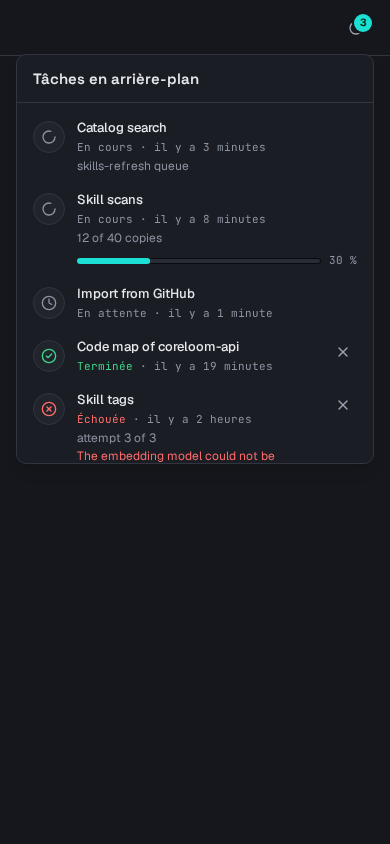 3
Tâches en arrière-plan
Catalog search
En cours · il y a 3 minutes
skills-refresh queue
Skill scans
En cours · il y a 8 minutes
12 of 40 copies
30 %
Import from GitHub
En attente · il y a 1 minute
Code map of coreloom-api
Terminée · il y a 19 minutes
Skill tags
Échouée · il y a 2 heures
attempt 3 of 3
The embedding model could not be